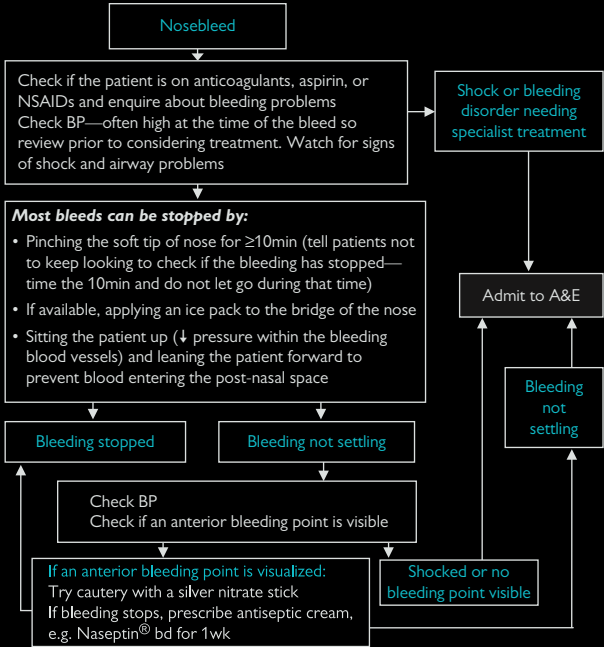 Nosebleed
Check if the patient is on anticoagulants, aspirin, or
NSAIDs and enquire about bleeding problems
Check BP—often high at the time of the bleed so
review prior to considering treatment. Watch for signs
of shock and airway problems
Shock or bleeding
disorder needing
specialist treatment
Most bleeds can be stopped by:
• Pinching the soft tip of nose for ≥10min (tell patients not
to keep looking to check if the bleeding has stopped—
time the 10min and do not let go during that time)
• If available, applying an ice pack to the bridge of the nose
• Sitting the patient up (↓ pressure within the bleeding
blood vessels) and leaning the patient forward to
prevent blood entering the post-nasal space
Admit to A&E
Bleeding
not
settling
Bleeding stopped
Bleeding not settling
Check BP
Check if an anterior bleeding point is visible
If an anterior bleeding point is visualized:
Try cautery with a silver nitrate stick
If bleeding stops, prescribe antiseptic cream,
e.g. Naseptin® bd for 1wk
Shocked or no
bleeding point visible